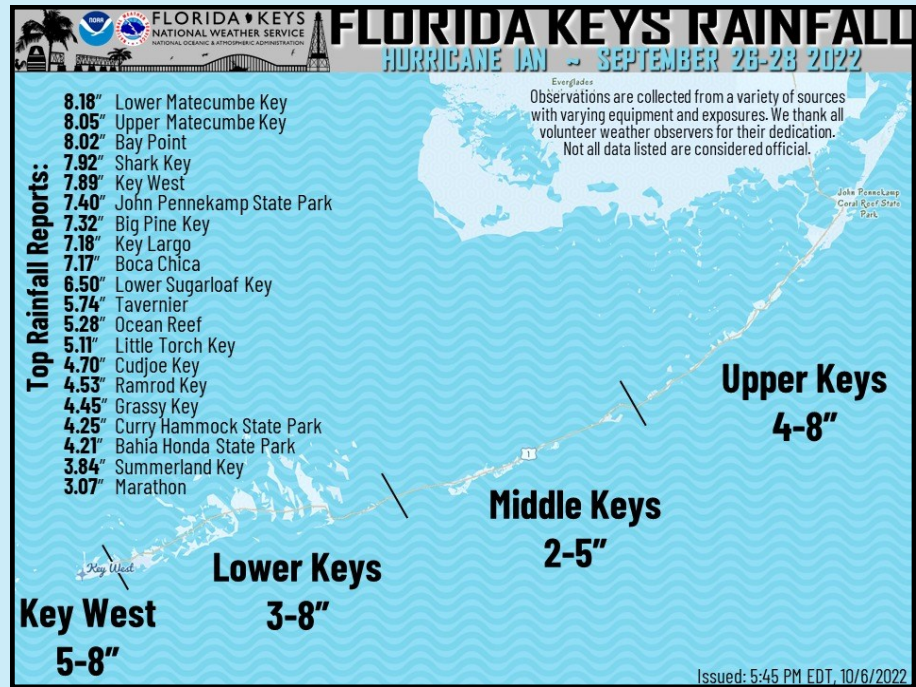 NOAA
FLORIDA KEYS
NATIONAL WEATHER SERVICE
NATIONAL OCEANIC & ATMOSPHERIC ADMINISTRATION
FLORIDA KEYS RAINFALL
HURRICANE IAN ~ SEPTEMBER 26-28 2022
Everglades
Observations are collected from a variety of sources
with varying equipment and exposures. We thank all
volunteer weather observers for their dedication.
Not all data listed are considered official.
Top Rainfall Reports:
8.18" Lower Matecumbe Key
8.05" Upper Matecumbe Key
8.02" Bay Point
7.92" Shark Key
7.89" Key West
7.40" John Pennekamp State Park
7.32" Big Pine Key
7.18" Key Largo
7.17" Boca Chica
6.50" Lower Sugarloaf Key
5.74" Tavernier
5.28" Ocean Reef
5.11" Little Torch Key
4.70" Cudjoe Key
4.53" Ramrod Key
4.45" Grassy Key
4.25" Curry Hammock State Park
4.21" Bahia Honda State Park
3.84" Summerland Key
3.07" Marathon
John Pennekamp
Coral Reef State
Park
Upper Keys
4-8"
1
Middle Keys
2-5"
Lower Keys
3-8"
Key West
Key West
5-8"
Issued: 5:45 PM EDT, 10/6/2022